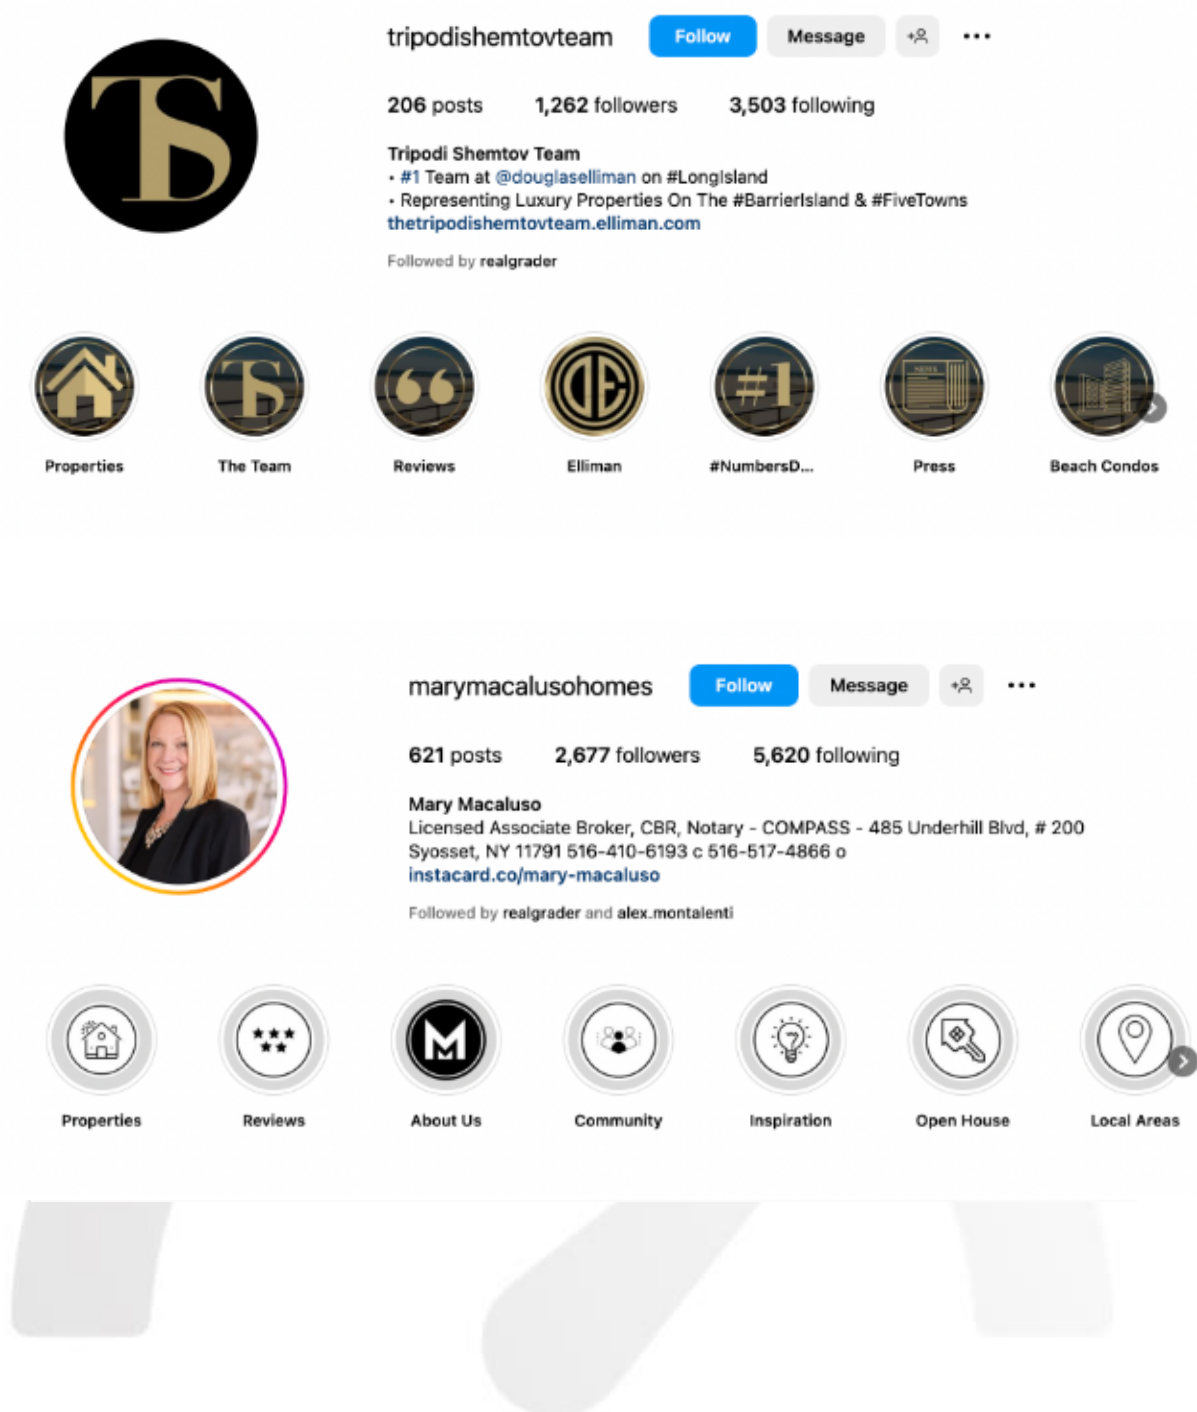 tripodishemtovteam Follow Message
206 posts 1,262 followers 3,503 following
Tripodi Shemtov Team
• #1 Team at @douglaselliman on #LongIsland
• Representing Luxury Properties On The #BarrierIsland & #FiveTowns
thetripodishemtovteam.elliman.com
Followed by realgrader
TS
NEWS
#1
DE
Properties The Team Reviews Elliman #NumbersD... Press Beach Condos
marymacalusohomes Follow Message
621 posts 2,677 followers 5,620 following
Mary Macaluso
Licensed Associate Broker, CBR, Notary - COMPASS - 485 Underhill Blvd, # 200
Syosset, NY 11791 516-410-6193 c 516-517-4866 o
instacard.co/mary-macaluso
Followed by realgrader and alex.montalenti
M
Properties Reviews About Us Community Inspiration Open House Local Areas